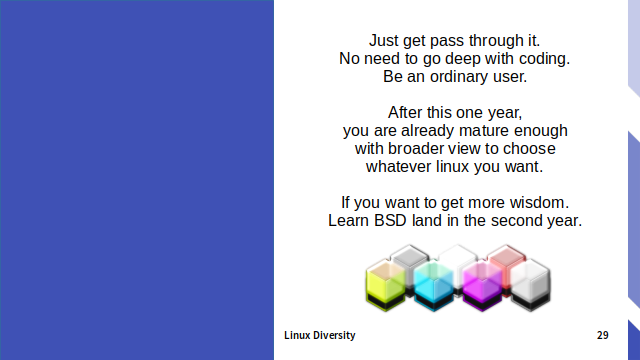 Just get pass through it.
No need to go deep with coding.
Be an ordinary user.
After this one year,
you are already mature enough
with broader view to choose
whatever linux you want.
If you want to get more wisdom.
Learn BSD land in the second year.
Linux Diversity
29